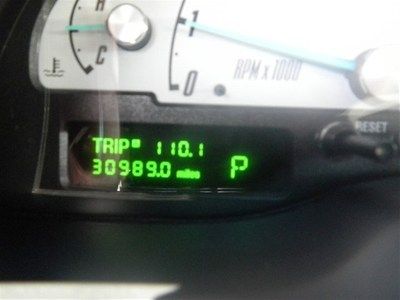 H
C
1
0
RPM x 1000
RESET
TRIP 110.1
30989.0 miles
P